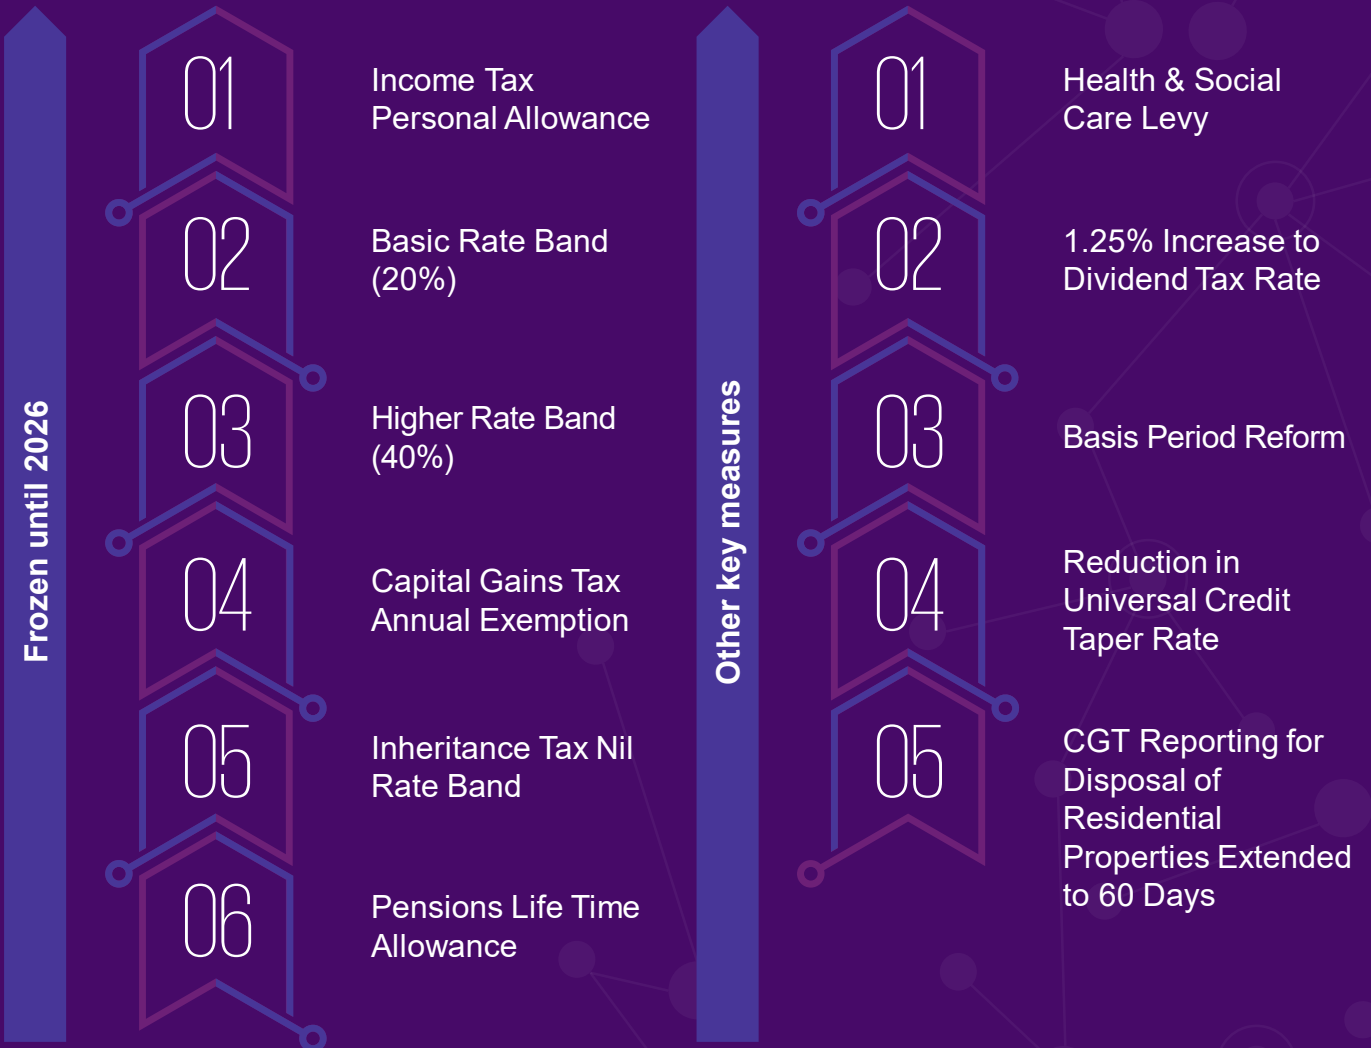 Frozen until 2026
01
Income Tax
Personal Allowance
02
Basic Rate Band
(20%)
03
Higher Rate Band
(40%)
04
Capital Gains Tax
Annual Exemption
05
Inheritance Tax Nil
Rate Band
06
Pensions Life Time
Allowance
Other key measures
01
Health & Social
Care Levy
02
1.25% Increase to
Dividend Tax Rate
03
Basis Period Reform
04
Reduction in
Universal Credit
Taper Rate
05
CGT Reporting for
Disposal of
Residential
Properties Extended
to 60 Days